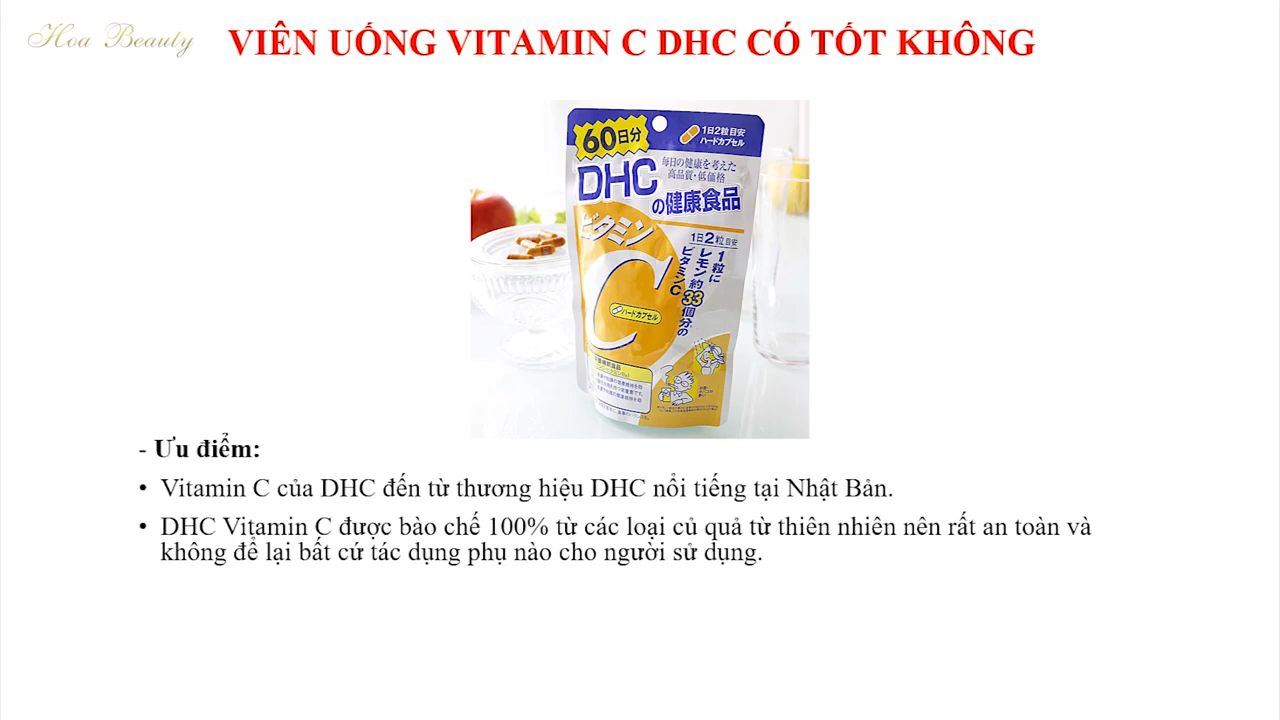 Hoa Beauty
VIÊN UỐNG VITAMIN C DHC CÓ TỐT KHÔNG
60日分
1日2粒目安
ハードカプセル
DHC
毎日の健康を考えた
高品質・低価格
の健康食品
ビタミン
C
ハードカプセル
1日2粒目安
1粒に
レモン約33個分の
ビタミンC
- Ưu điểm:
• Vitamin C của DHC đến từ thương hiệu DHC nổi tiếng tại Nhật Bản.
• DHC Vitamin C được bào chế 100% từ các loại củ quả từ thiên nhiên nên rất an toàn và
không để lại bất cứ tác dụng phụ nào cho người sử dụng.